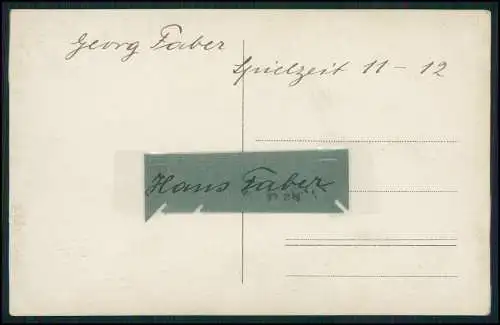 Georg Faber
Spielzeit 11 - 12
Hans Faber